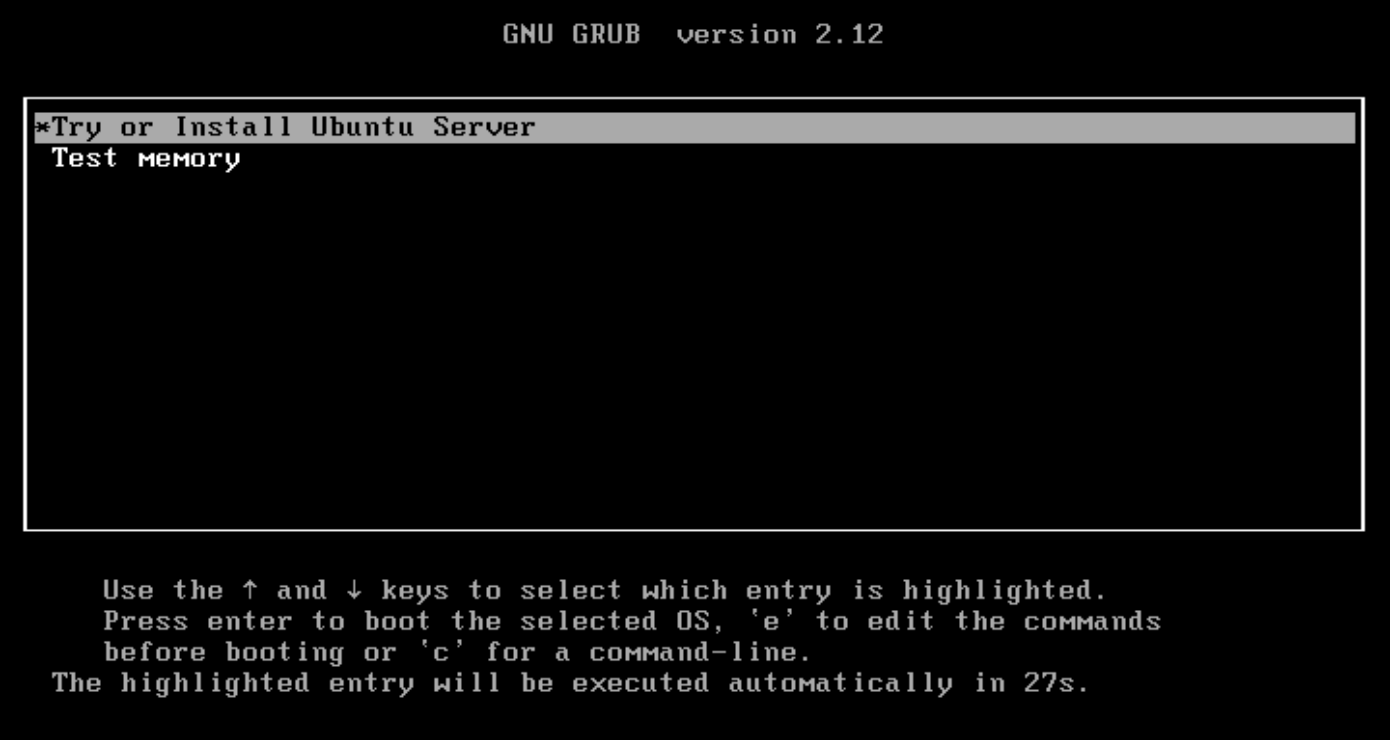 GNU GRUB  version 2.12
*Try or Install Ubuntu Server
Test memory
Use the ↑ and ↓ keys to select which entry is highlighted.
Press enter to boot the selected OS, `e' to edit the commands
before booting or `c' for a command-line.
The highlighted entry will be executed automatically in 27s.